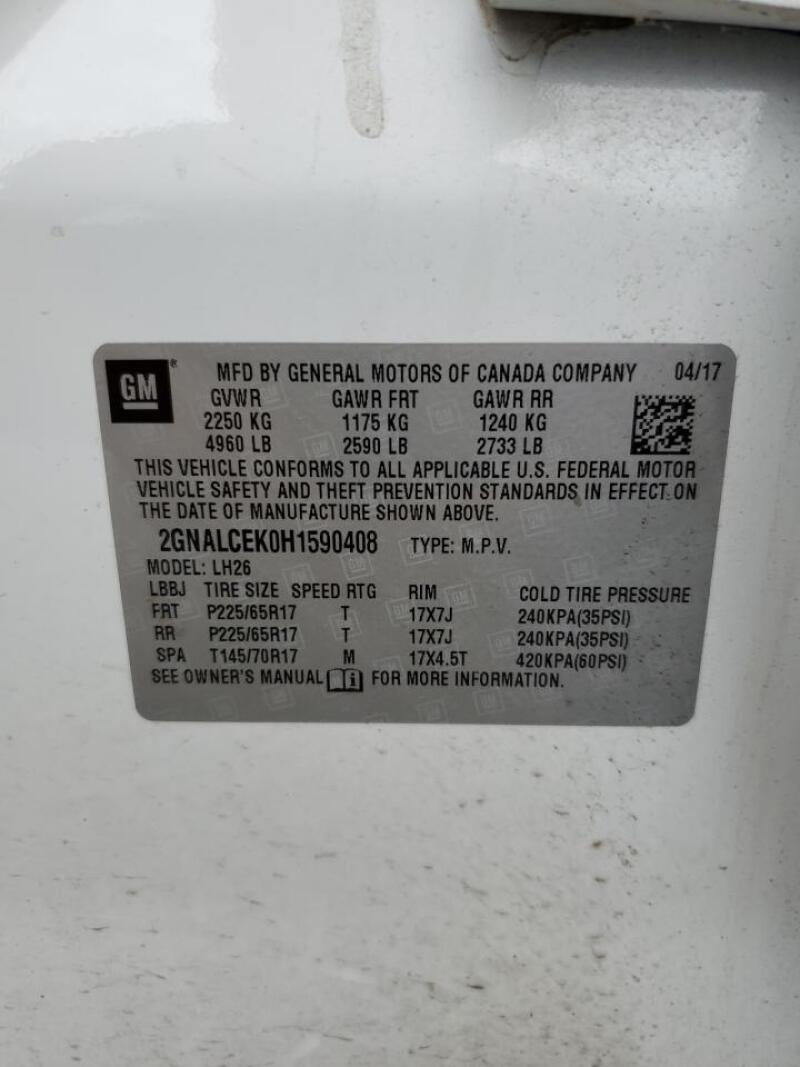 GM ® MFD BY GENERAL MOTORS OF CANADA COMPANY 04/17
GVWR GAWR FRT GAWR RR
2250 KG 1175 KG 1240 KG
4960 LB 2590 LB 2733 LB
THIS VEHICLE CONFORMS TO ALL APPLICABLE U.S. FEDERAL MOTOR
VEHICLE SAFETY AND THEFT PREVENTION STANDARDS IN EFFECT ON
THE DATE OF MANUFACTURE SHOWN ABOVE.
2GNALCEK0H1590408 TYPE: M.P.V.
MODEL: LH26
LBBJ TIRE SIZE SPEED RTG RIM COLD TIRE PRESSURE
FRT P225/65R17 T 17X7J 240KPA(35PSI)
RR P225/65R17 T 17X7J 240KPA(35PSI)
SPA T145/70R17 M 17X4.5T 420KPA(60PSI)
SEE OWNER'S MANUAL FOR MORE INFORMATION.